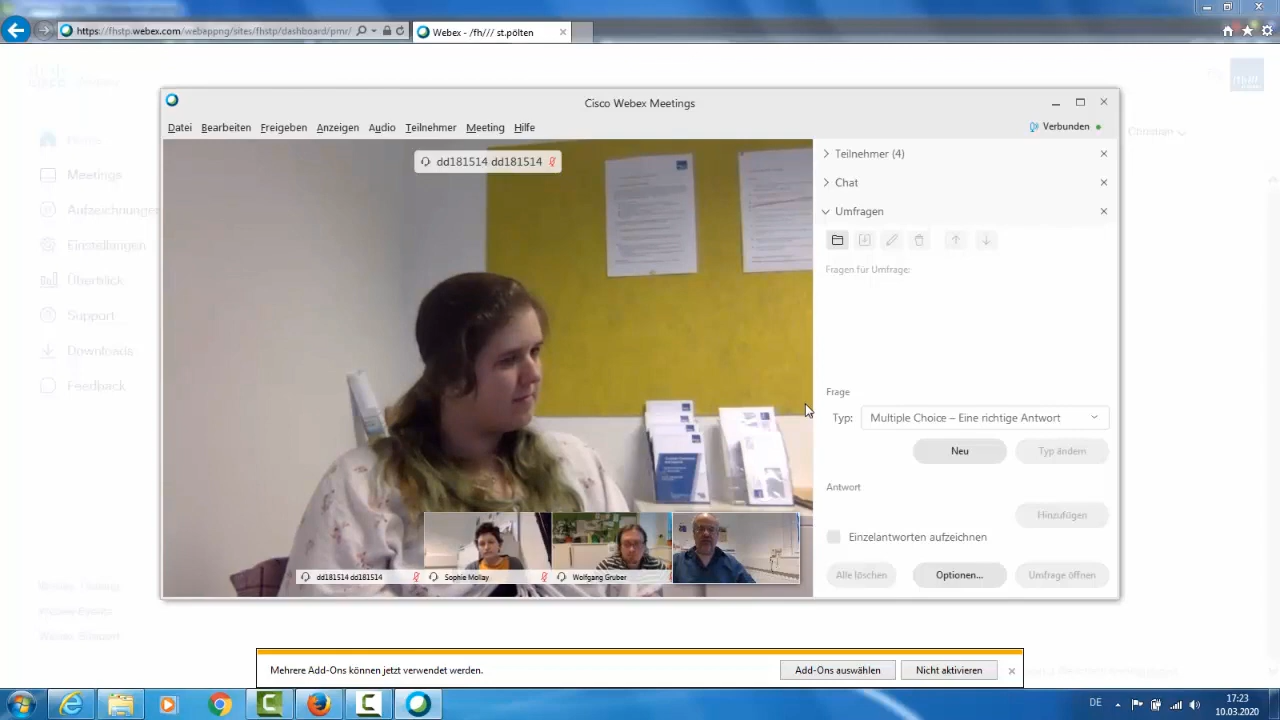 https://fhstp.webex.com/webappng/sites/fhstp/dashboard/pmr/
Webex - /fh/// st.pölten
Cisco Webex Meetings
Datei Bearbeiten Freigeben Anzeigen Audio Teilnehmer Meeting Hilfe
Verbunden
Christian
Home
Meetings
Aufzeichnungen
Einstellungen
Überblick
Support
Downloads
Feedback
dd181514 dd181514
Teilnehmer (4)
Chat
Umfragen
Fragen für Umfrage:
Frage
Typ: Multiple Choice – Eine richtige Antwort
Neu Typ ändern
Antwort
Hinzufügen
Einzelantworten aufzeichnen
Alle löschen Optionen... Umfrage öffnen
dd181514 dd181514
Sophie Mollay
Wolfgang Gruber
Mehrere Add-Ons können jetzt verwendet werden. Add-Ons auswählen Nicht aktivieren
DE
17:23
10.03.2020